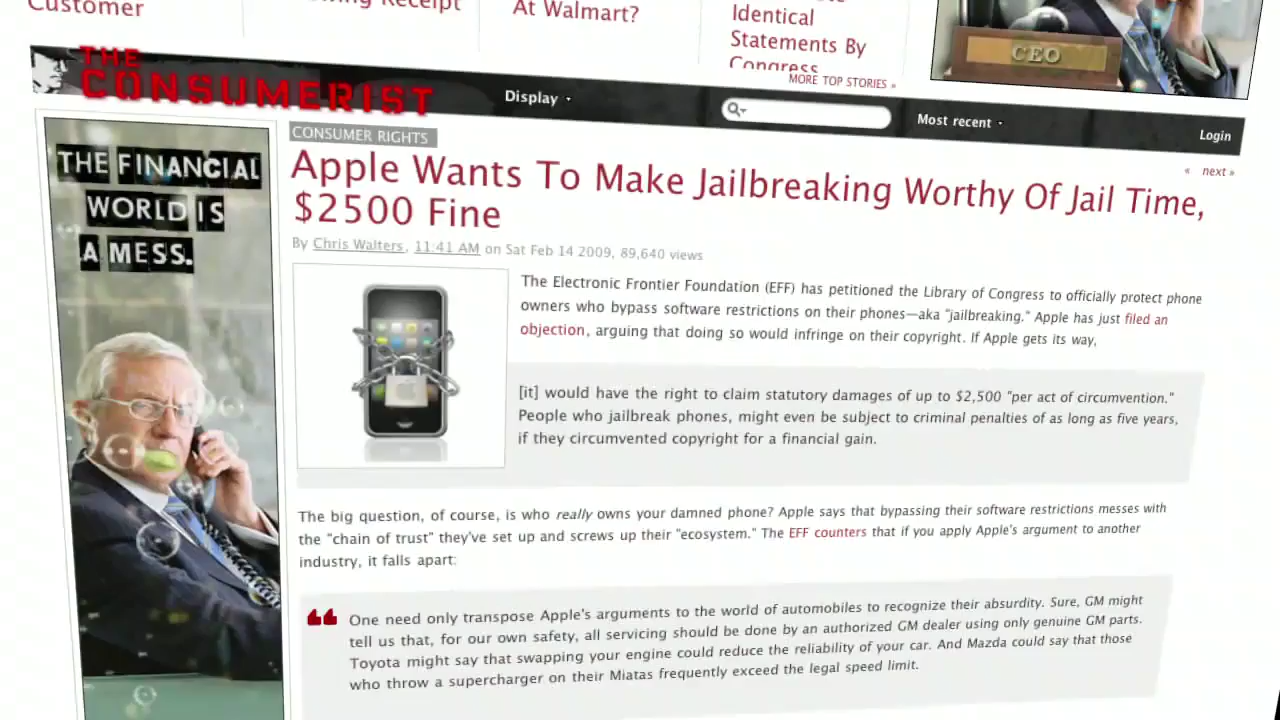 Customer
Receipt
At Walmart?
Identical
Statements By
Congress
MORE TOP STORIES »
CEO
THE
CONSUMERIST
Display
Most recent
Login
THE FINANCIAL
WORLD IS
A MESS.
CONSUMER RIGHTS
« next »
Apple Wants To Make Jailbreaking Worthy Of Jail Time,
$2500 Fine
By Chris Walters, 11:41 AM on Sat Feb 14 2009, 89,640 views
The Electronic Frontier Foundation (EFF) has petitioned the Library of Congress to officially protect phone
owners who bypass software restrictions on their phones—aka "jailbreaking." Apple has just filed an
objection, arguing that doing so would infringe on their copyright. If Apple gets its way,
[it] would have the right to claim statutory damages of up to $2,500 "per act of circumvention."
People who jailbreak phones, might even be subject to criminal penalties of as long as five years,
if they circumvented copyright for a financial gain.
The big question, of course, is who really owns your damned phone? Apple says that bypassing their software restrictions messes with
the "chain of trust" they've set up and screws up their "ecosystem." The EFF counters that if you apply Apple's argument to another
industry, it falls apart:
One need only transpose Apple's arguments to the world of automobiles to recognize their absurdity. Sure, GM might
tell us that, for our own safety, all servicing should be done by an authorized GM dealer using only genuine GM parts.
Toyota might say that swapping your engine could reduce the reliability of your car. And Mazda could say that those
who throw a supercharger on their Miatas frequently exceed the legal speed limit.